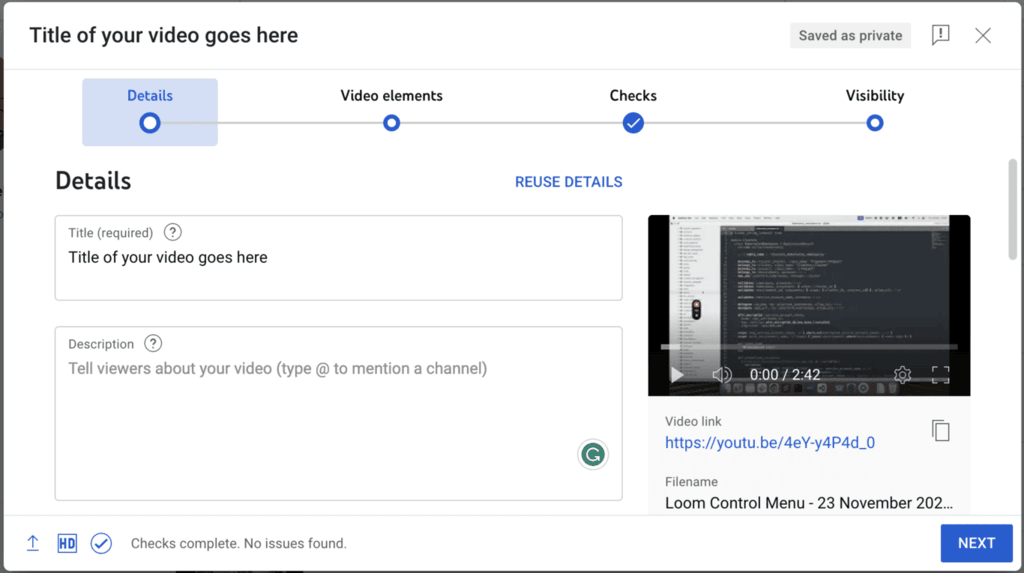 Title of your video goes here
Saved as private
Details
Video elements
Checks
Visibility
Details
REUSE DETAILS
Title (required) ?
Title of your video goes here
Description ?
Tell viewers about your video (type @ to mention a channel)
G
0:00 / 2:42
Video link
https://youtu.be/4eY-y4P4d_0
Filename
Loom Control Menu - 23 November 202…
HD
Checks complete. No issues found.
NEXT